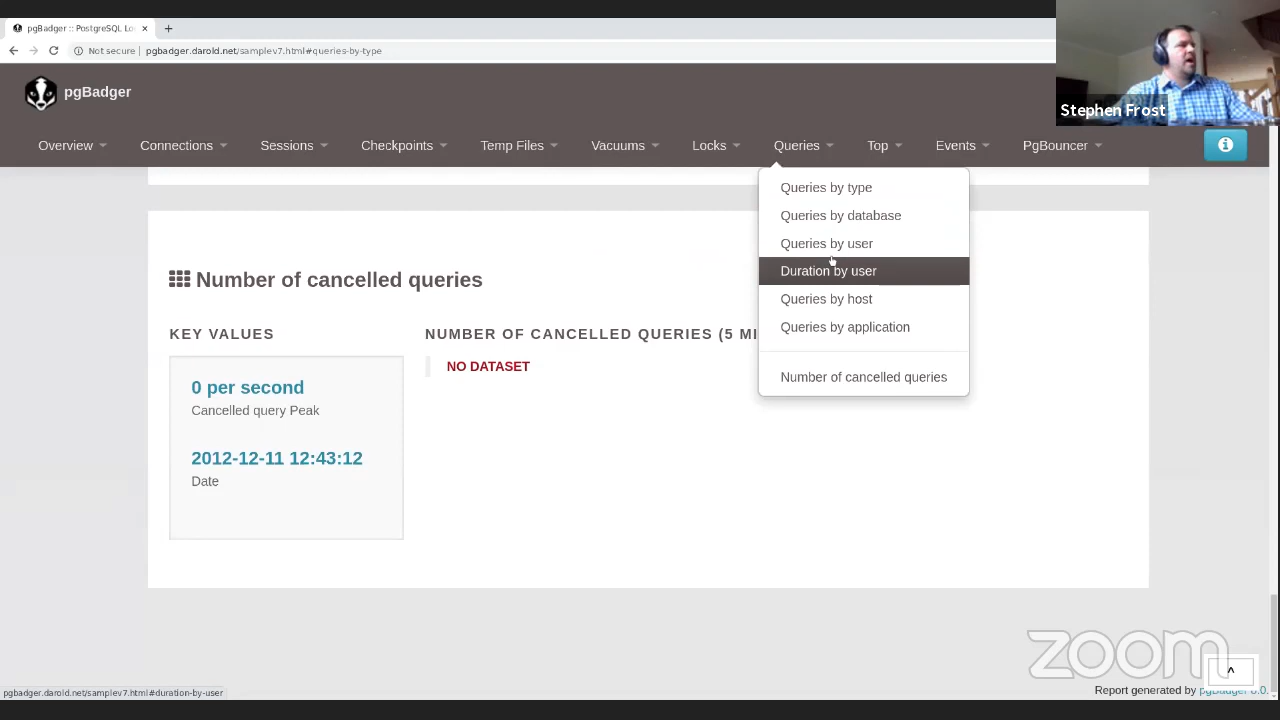 pgBadger :: PostgreSQL Lo
Not secure | pgbadger.darold.net/samplev7.html#queries-by-type
pgBadger
Stephen Frost
Overview Connections Sessions Checkpoints Temp Files Vacuums Locks Queries Top Events PgBouncer
Queries by type
Queries by database
Queries by user
Duration by user
Queries by host
Queries by application
Number of cancelled queries
Number of cancelled queries
KEY VALUES
NUMBER OF CANCELLED QUERIES (5 MI
0 per second
Cancelled query Peak
2012-12-11 12:43:12
Date
NO DATASET
zoom
Report generated by pgBadger 8.0.
pgbadger.darold.net/samplev7.html#duration-by-user